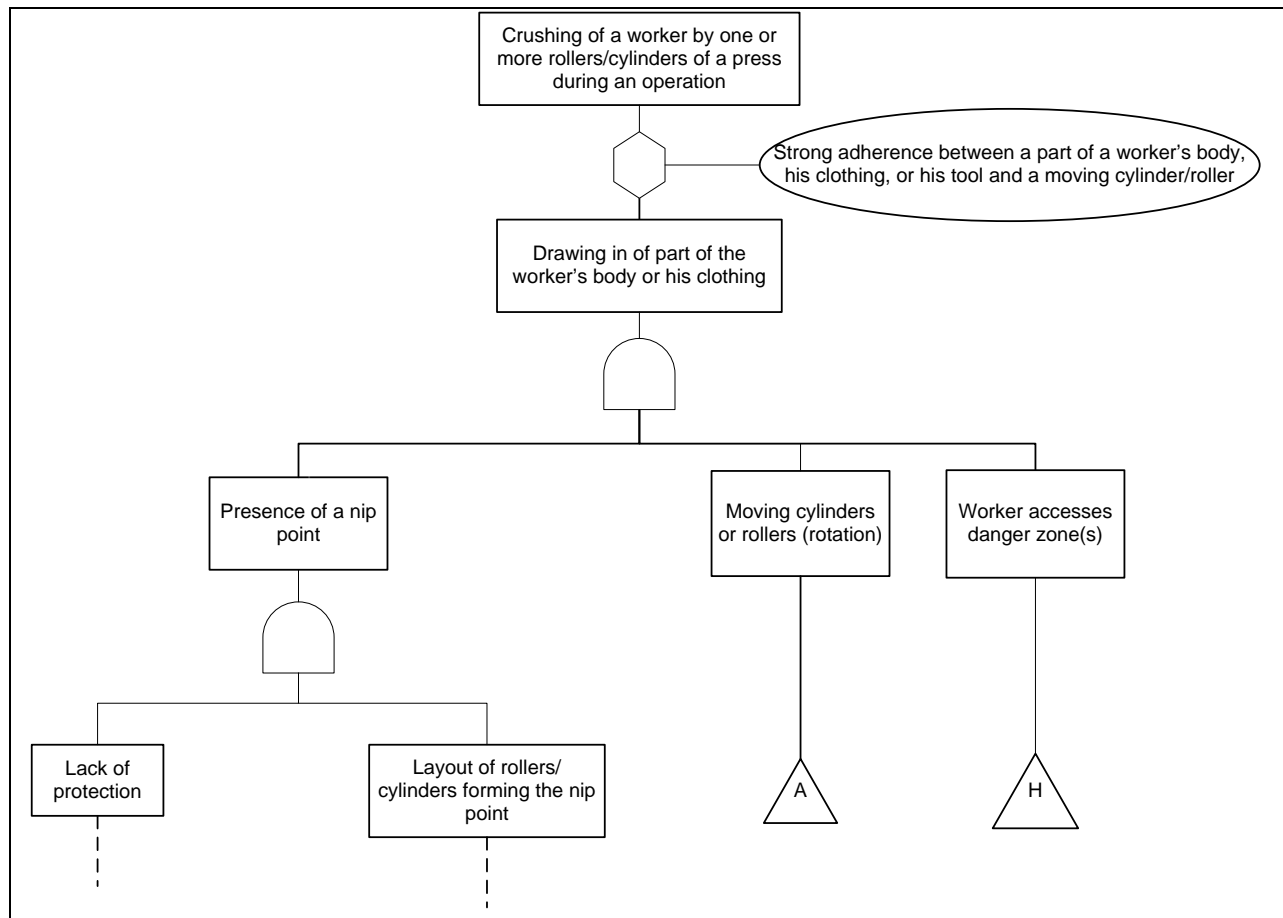 Crushing of a worker by one or
more rollers/cylinders of a press
during an operation
Strong adherence between a part of a worker’s body,
his clothing, or his tool and a moving cylinder/roller
Drawing in of part of the
worker’s body or his clothing
Presence of a nip
point
Moving cylinders
or rollers (rotation)
Worker accesses
danger zone(s)
Lack of
protection
Layout of rollers/
cylinders forming the nip
point
A
H